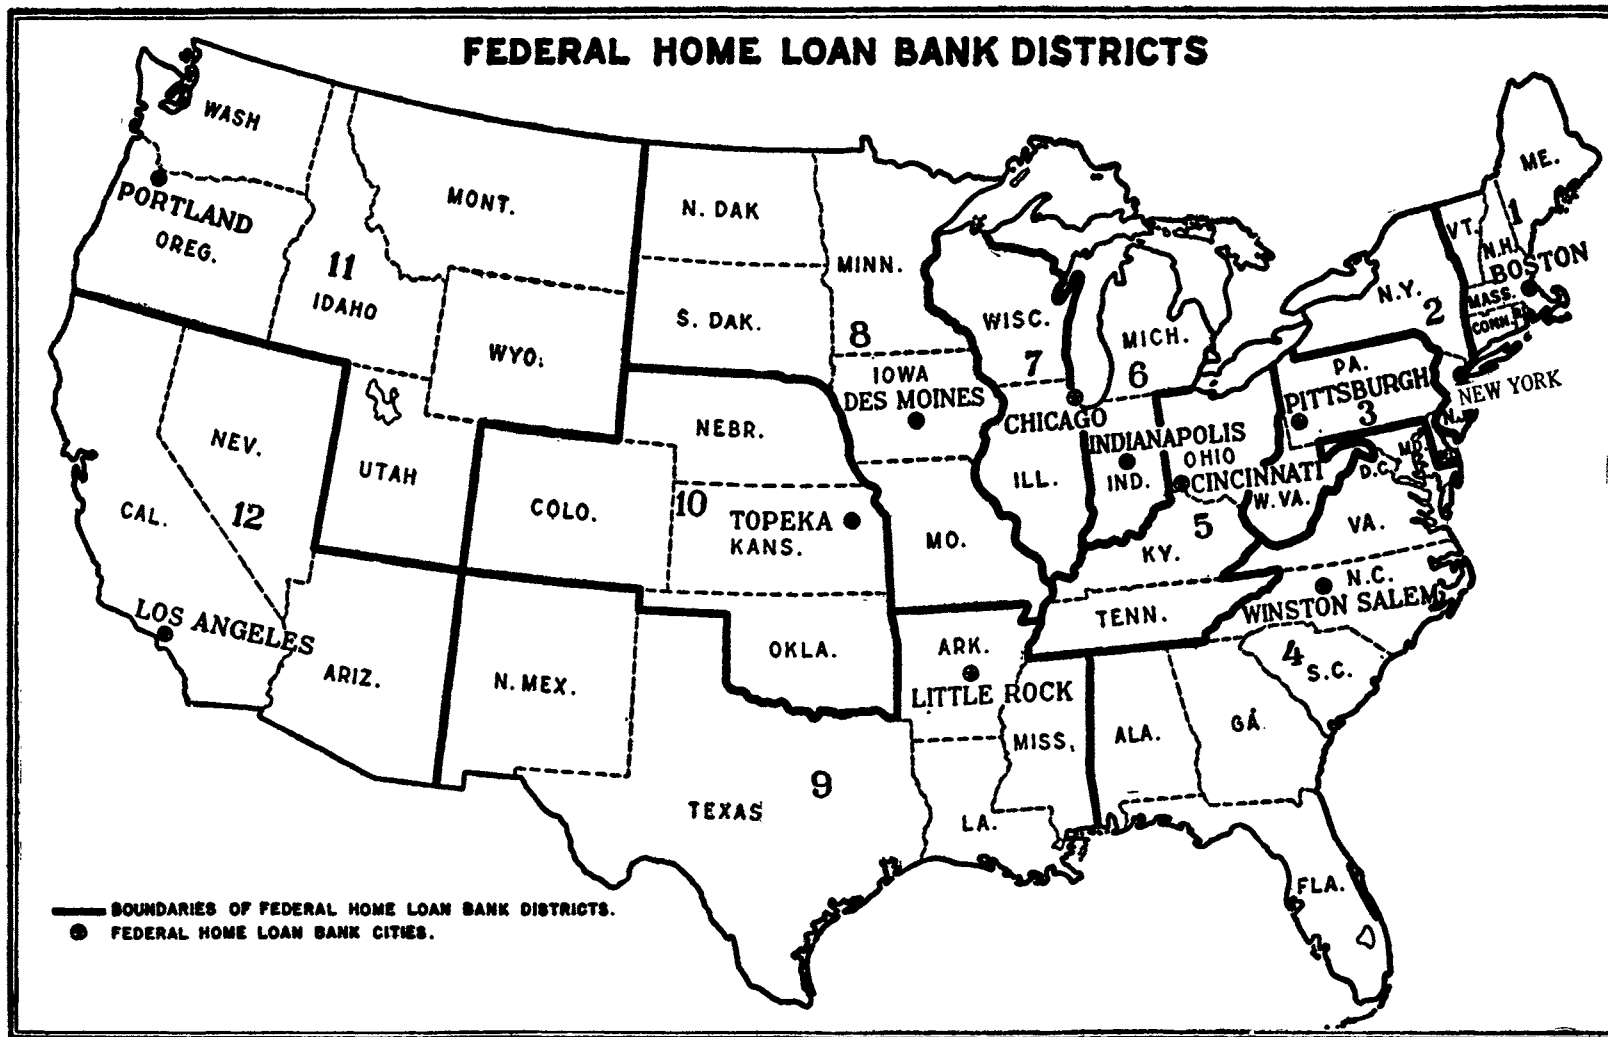 FEDERAL HOME LOAN BANK DISTRICTS
WASH
PORTLAND
OREG.
MONT.
11
IDAHO
WYO.
N. DAK
S. DAK.
MINN.
8
IOWA
DES MOINES
WISC.
7
MICH.
6
CHICAGO
ILL.
INDIANAPOLIS
IND.
OHIO
CINCINNATI
5
KY.
W. VA.
VA.
D.C.
MD.
PA.
PITTSBURGH
3
N.Y.
2
NEW YORK
N.J.
ME.
VT.
N.H.
1
BOSTON
MASS.
CONN.
R.I.
NEV.
UTAH
CAL.
12
LOS ANGELES
ARIZ.
COLO.
NEBR.
10
TOPEKA
KANS.
MO.
OKLA.
N. MEX.
TEXAS
9
ARK.
LITTLE ROCK
MISS.
LA.
TENN.
N.C.
WINSTON SALEM
4
S.C.
ALA.
GA.
FLA.
BOUNDARIES OF FEDERAL HOME LOAN BANK DISTRICTS.
FEDERAL HOME LOAN BANK CITIES.